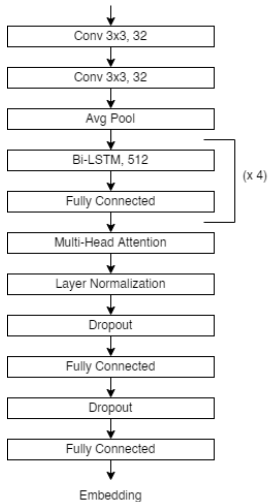 Conv 3x3, 32
Conv 3x3, 32
Avg Pool
Bi-LSTM, 512
(x 4)
Fully Connected
Multi-Head Attention
Layer Normalization
Dropout
Fully Connected
Dropout
Fully Connected
Embedding